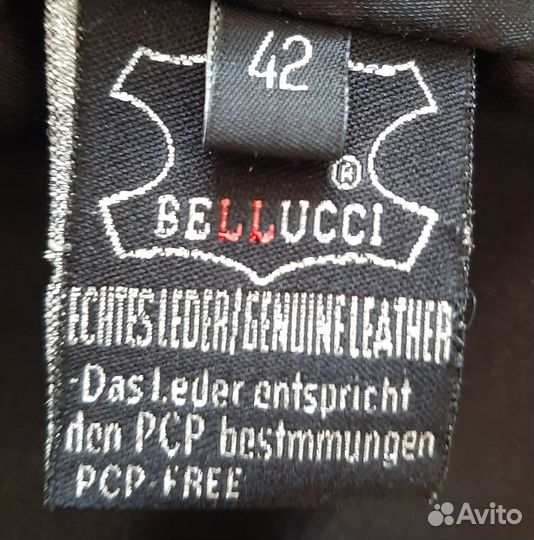 42
®
BELLUCCI
ECHTES LEDER/GENUINE LEATHER
-Das Leder entspricht
den PCP bestmmungen
PCP-FREE
Avito